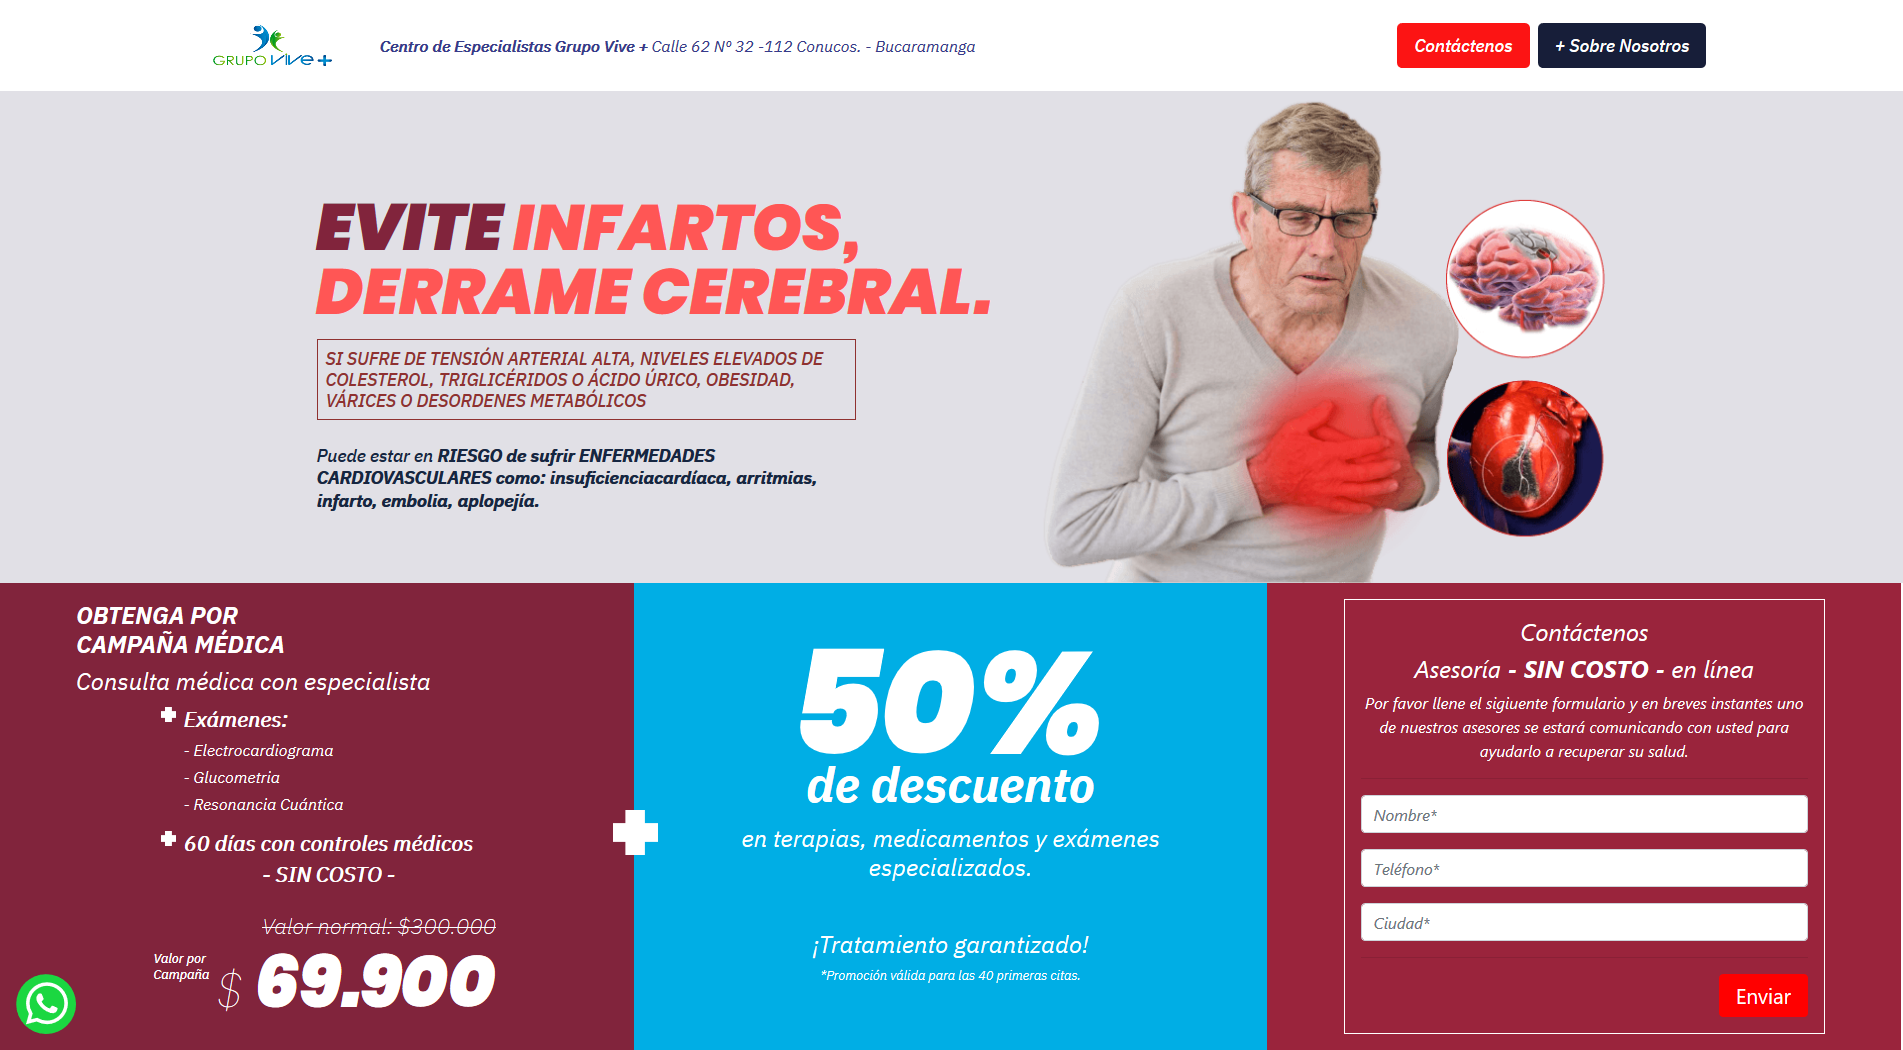 GRUPO vive+
Centro de Especialistas Grupo Vive + Calle 62 Nº 32 -112 Conucos. - Bucaramanga
Contáctenos
+ Sobre Nosotros
EVITE INFARTOS,
DERRAME CEREBRAL.
SI SUFRE DE TENSIÓN ARTERIAL ALTA, NIVELES ELEVADOS DE
COLESTEROL, TRIGLICÉRIDOS O ÁCIDO ÚRICO, OBESIDAD,
VÁRICES O DESORDENES METABÓLICOS
Puede estar en RIESGO de sufrir ENFERMEDADES
CARDIOVASCULARES como: insuficienciacardíaca, arritmias,
infarto, embolia, aplopejía.
OBTENGA POR
CAMPAÑA MÉDICA
Consulta médica con especialista
Exámenes:
- Electrocardiograma
- Glucometria
- Resonancia Cuántica
60 días con controles médicos
- SIN COSTO -
Valor normal: $300.000
Valor por
Campaña
$ 69.900
50%
de descuento
en terapias, medicamentos y exámenes
especializados.
¡Tratamiento garantizado!
*Promoción válida para las 40 primeras citas.
Contáctenos
Asesoría - SIN COSTO - en línea
Por favor llene el sigiuente formulario y en breves instantes uno
de nuestros asesores se estará comunicando con usted para
ayudarlo a recuperar su salud.
Nombre*
Teléfono*
Ciudad*
Enviar